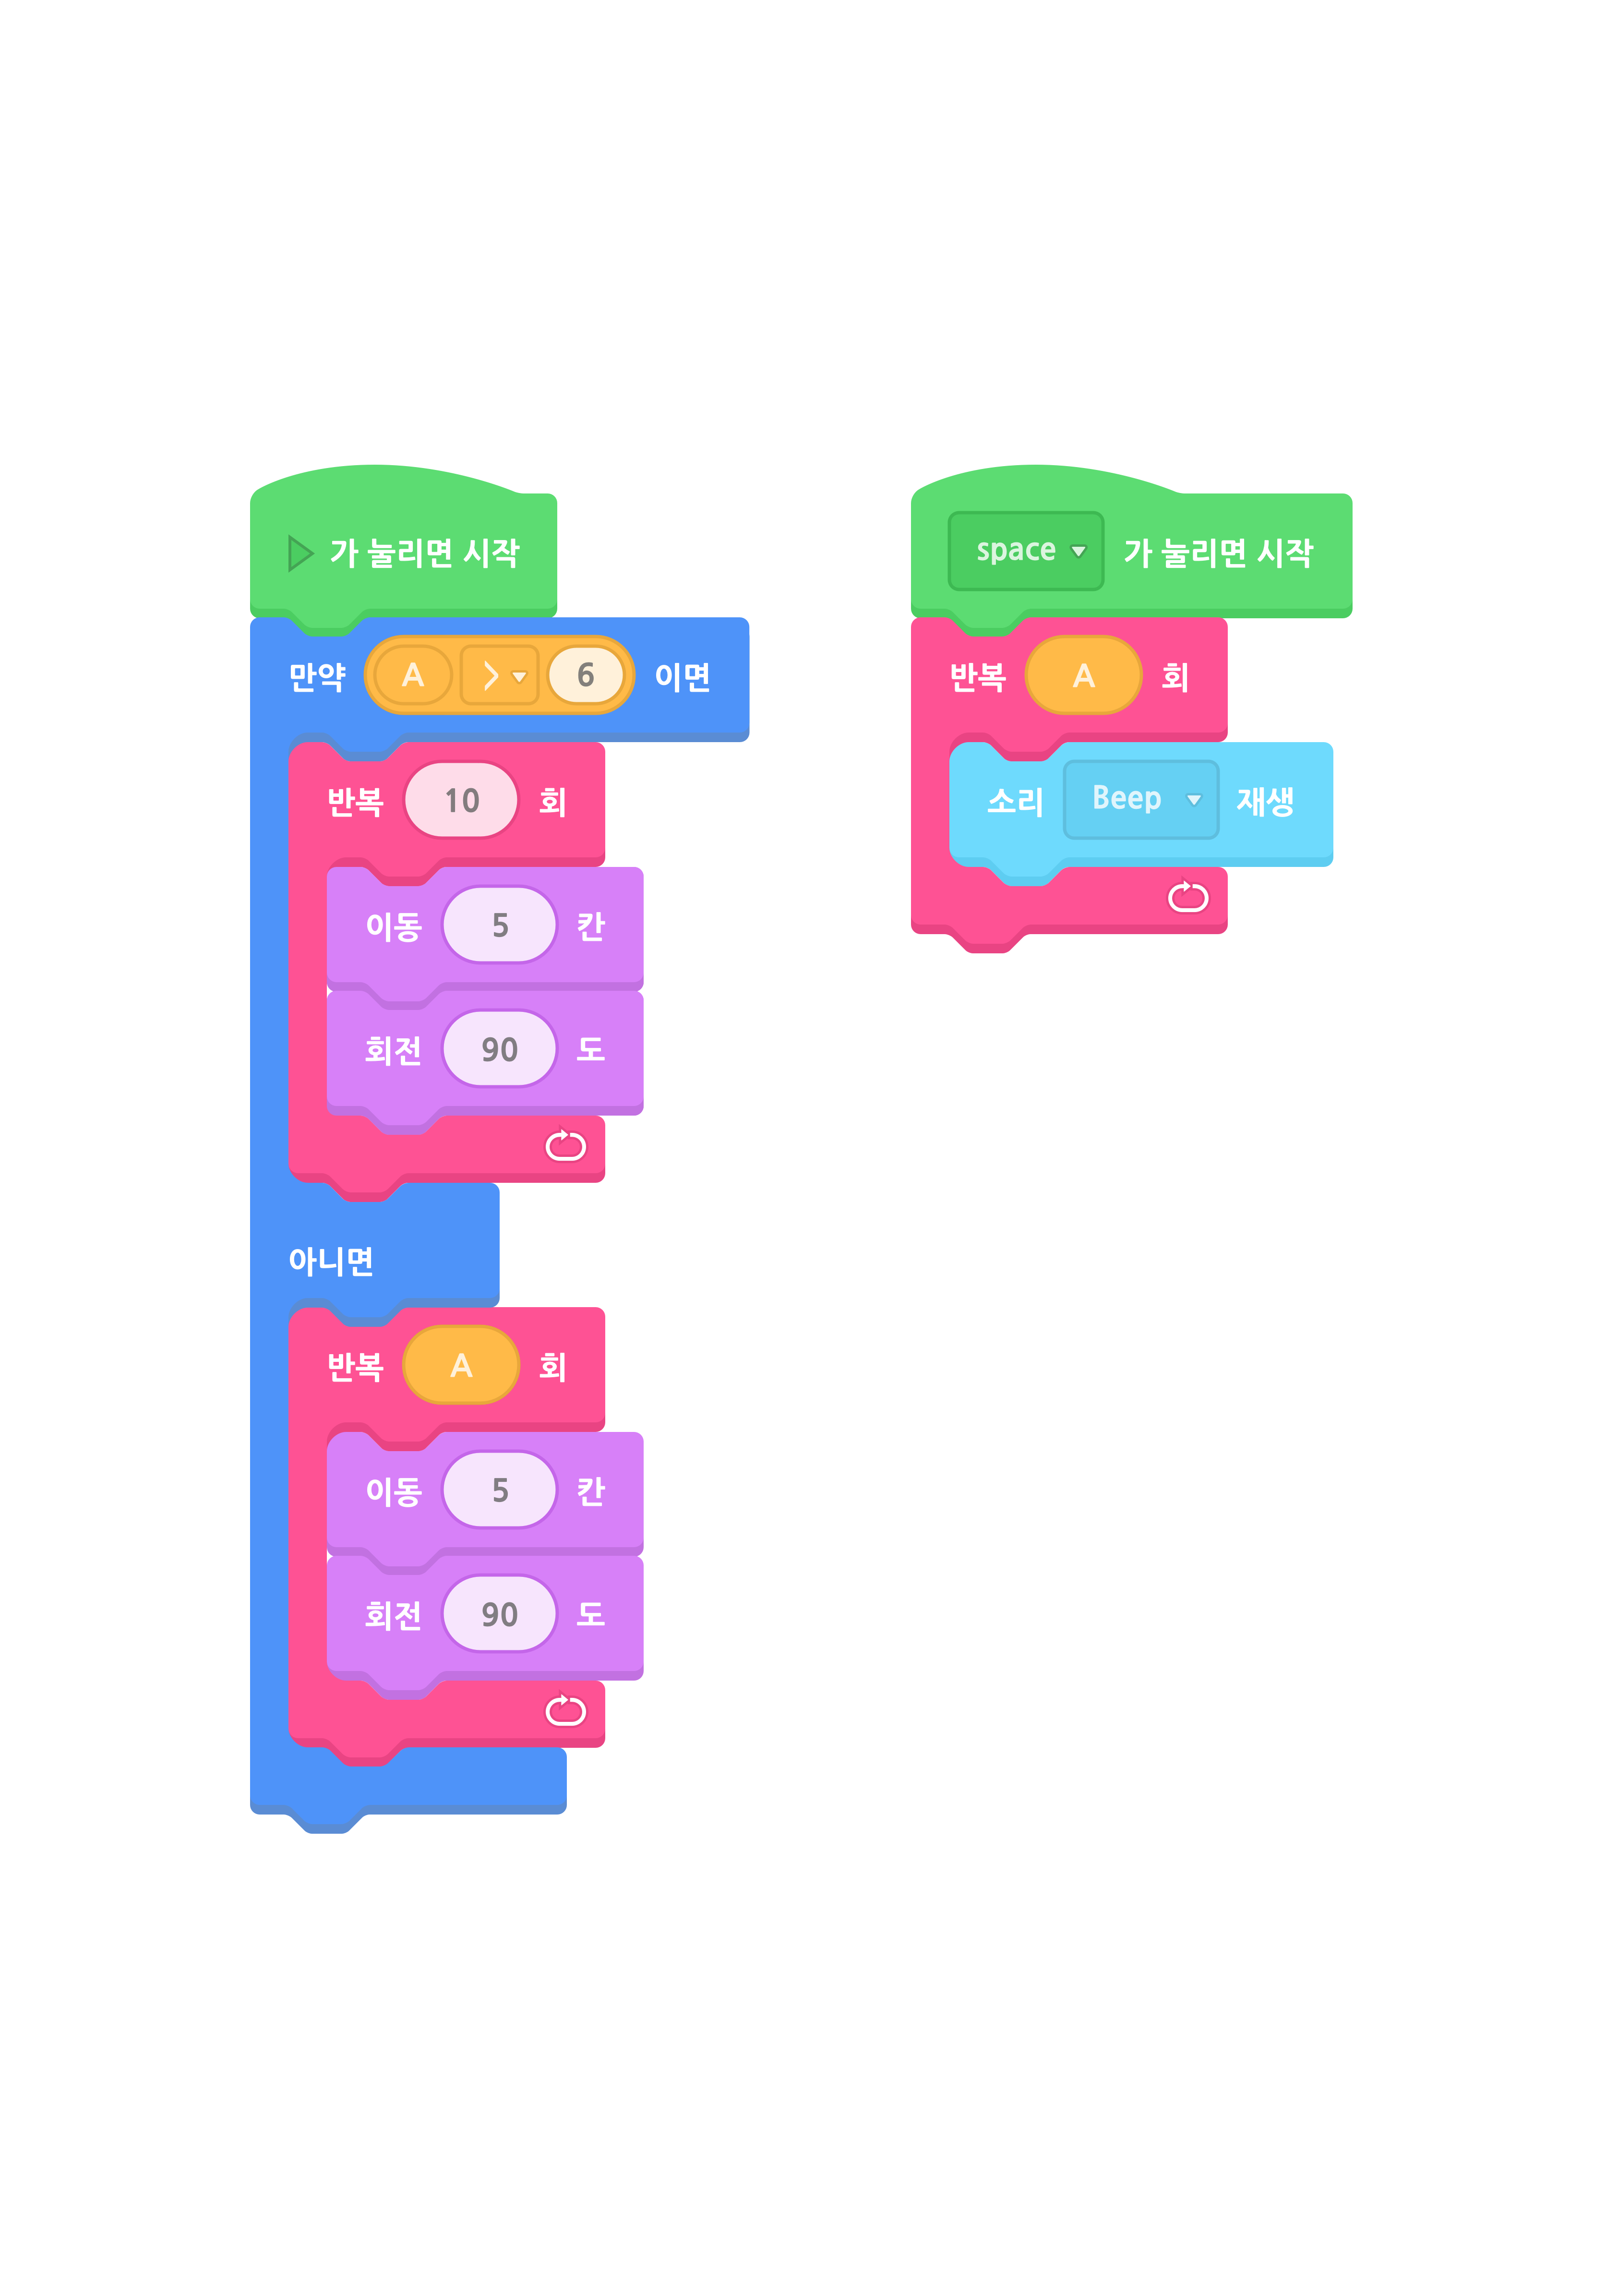 가 눌리면 시작
만약 A > 6 이면
반복 10 회
이동 5 칸
회전 90 도
아니면
반복 A 회
이동 5 칸
회전 90 도
space 가 눌리면 시작
반복 A 회
소리 Beep 재생